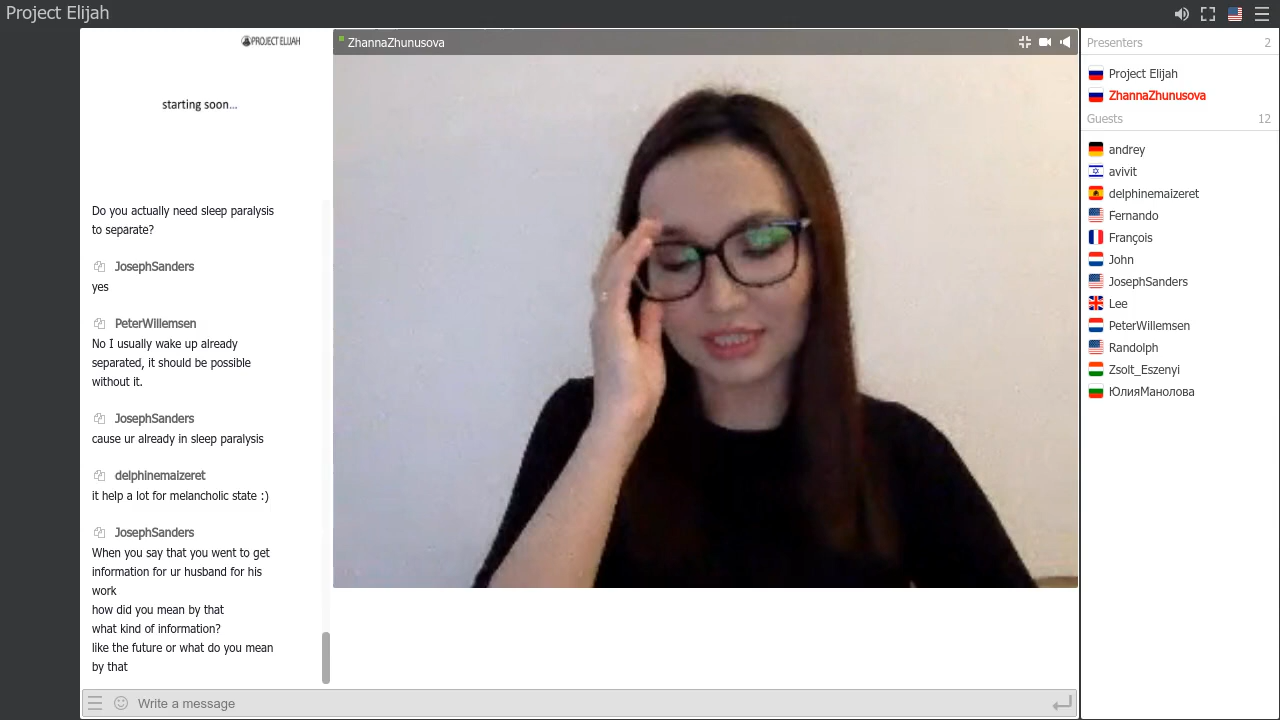 Project Elijah
PROJECT ELIJAH
starting soon...
Do you actually need sleep paralysis
to separate?
JosephSanders
yes
PeterWillemsen
No I usually wake up already
separated, it should be possible
without it.
JosephSanders
cause ur already in sleep paralysis
delphinemaizeret
it help a lot for melancholic state :)
JosephSanders
When you say that you went to get
information for ur husband for his
work
how did you mean by that
what kind of information?
like the future or what do you mean
by that
Write a message
ZhannaZhunusova
Presenters 2
Project Elijah
ZhannaZhunusova
Guests 12
andrey
avivit
delphinemaizeret
Fernando
François
John
JosephSanders
Lee
PeterWillemsen
Randolph
Zsolt_Eszenyi
ЮлияМанолова